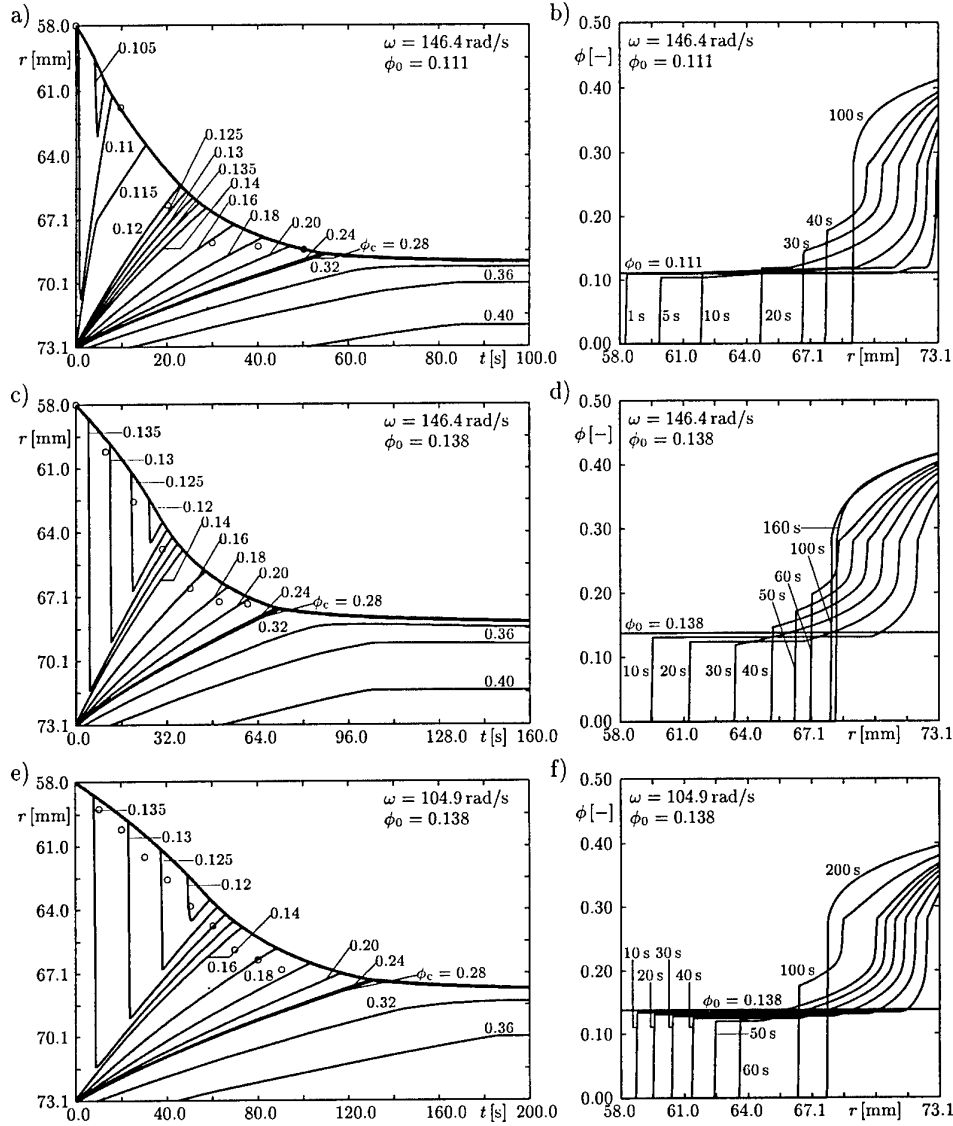 a)
r [mm]
58.0
61.0
64.0
67.1
70.1
73.1
ω = 146.4 rad/s
ϕ0 = 0.111
0.105
0.11
0.115
0.12
0.125
0.13
0.135
0.14
0.16
0.18
0.20
0.24
ϕc = 0.28
0.32
0.36
0.40
0.0 20.0 40.0 60.0 80.0 t [s] 100.0
b)
ϕ [−]
0.50
0.40
0.30
0.20
0.10
0.00
ω = 146.4 rad/s
ϕ0 = 0.111
100 s
40 s
30 s
ϕ0 = 0.111
1 s 5 s 10 s 20 s
58.0 61.0 64.0 67.1 r [mm] 73.1
c)
r [mm]
58.0
61.0
64.0
67.1
70.1
73.1
ω = 146.4 rad/s
ϕ0 = 0.138
0.135
0.13
0.125
0.12
0.14
0.16
0.18
0.20
0.24
ϕc = 0.28
0.32
0.36
0.40
0.0 32.0 64.0 96.0 128.0 t [s] 160.0
d)
ϕ [−]
0.50
0.40
0.30
0.20
0.10
0.00
ω = 146.4 rad/s
ϕ0 = 0.138
160 s
100 s
60 s
50 s
ϕ0 = 0.138
10 s 20 s 30 s 40 s
58.0 61.0 64.0 67.1 r [mm] 73.1
e)
r [mm]
58.0
61.0
64.0
67.1
70.1
73.1
ω = 104.9 rad/s
ϕ0 = 0.138
0.135
0.13
0.125
0.12
0.14
0.16
0.18
0.20
0.24
ϕc = 0.28
0.32
0.36
0.0 40.0 80.0 120.0 160.0 t [s] 200.0
f)
ϕ [−]
0.50
0.40
0.30
0.20
0.10
0.00
ω = 104.9 rad/s
ϕ0 = 0.138
200 s
10 s 30 s
20 s 40 s
100 s
ϕ0 = 0.138
50 s
60 s
58.0 61.0 64.0 67.1 r [mm] 73.1